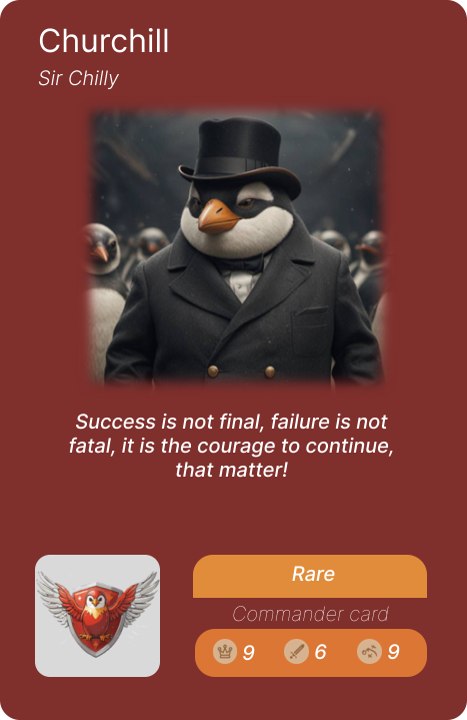 Churchill
Sir Chilly
Success is not final, failure is not
fatal, it is the courage to continue,
that matter!
Rare
Commander card
9 6 9